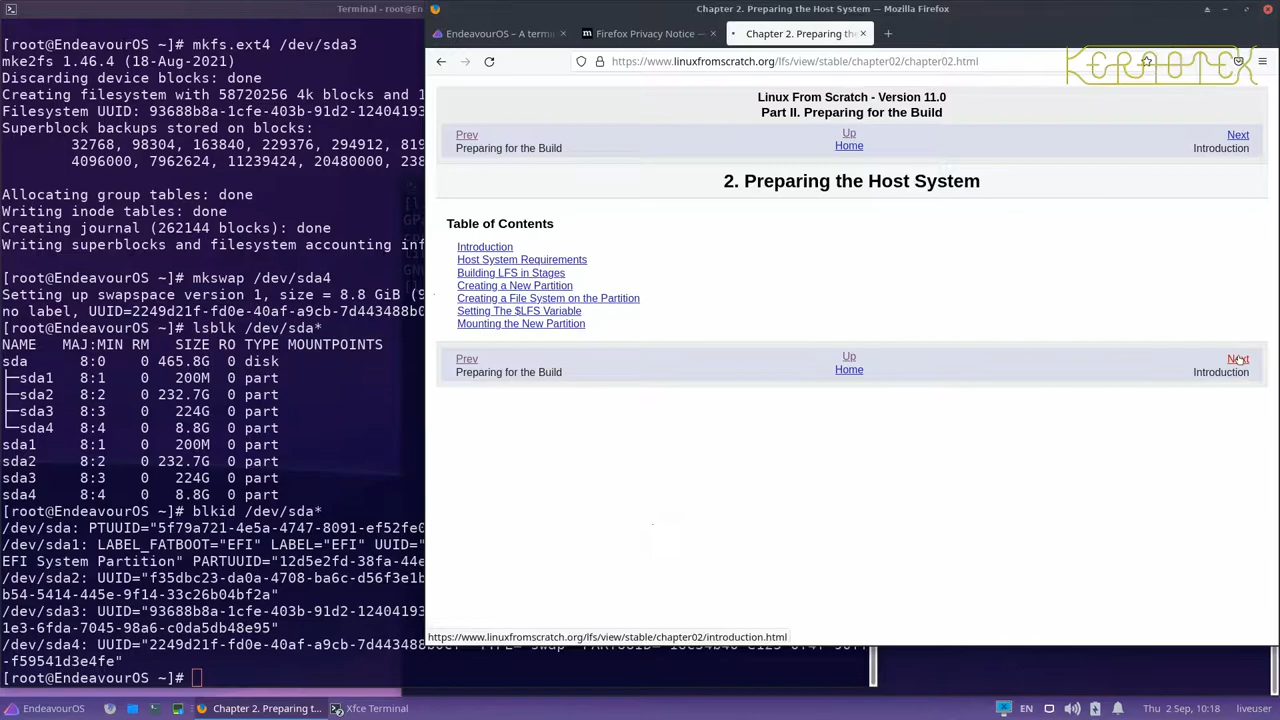 Terminal - root@En
[root@EndeavourOS ~]# mkfs.ext4 /dev/sda3
mke2fs 1.46.4 (18-Aug-2021)
Discarding device blocks: done
Creating filesystem with 58720256 4k blocks and 1
Filesystem UUID: 93688b8a-1cfe-403b-91d2-12404193
Superblock backups stored on blocks:
32768, 98304, 163840, 229376, 294912, 819
4096000, 7962624, 11239424, 20480000, 238
Allocating group tables: done
Writing inode tables: done
Creating journal (262144 blocks): done
Writing superblocks and filesystem accounting inf
[root@EndeavourOS ~]# mkswap /dev/sda4
Setting up swapspace version 1, size = 8.8 GiB (9
no label, UUID=2249d21f-fd0e-40af-a9cb-7d443488b0
[root@EndeavourOS ~]# lsblk /dev/sda*
NAME MAJ:MIN RM SIZE RO TYPE MOUNTPOINTS
sda 8:0 0 465.8G 0 disk
├─sda1 8:1 0 200M 0 part
├─sda2 8:2 0 232.7G 0 part
├─sda3 8:3 0 224G 0 part
└─sda4 8:4 0 8.8G 0 part
sda1 8:1 0 200M 0 part
sda2 8:2 0 232.7G 0 part
sda3 8:3 0 224G 0 part
sda4 8:4 0 8.8G 0 part
[root@EndeavourOS ~]# blkid /dev/sda*
/dev/sda: PTUUID="5f79a721-4e5a-4747-8091-ef52fe0
/dev/sda1: LABEL_FATBOOT="EFI" LABEL="EFI" UUID="
EFI System Partition" PARTUUID="12d5e2fd-38fa-44e
/dev/sda2: UUID="f35dbc23-da0a-4708-ba6c-d56f3e1b
b54-5414-445e-9f14-33c26b04bf2a"
/dev/sda3: UUID="93688b8a-1cfe-403b-91d2-12404193
1e3-6fda-7045-98a6-c0da5db48e95"
/dev/sda4: UUID="2249d21f-fd0e-40af-a9cb-7d443488b
-f59541d3e4fe"
[root@EndeavourOS ~]#
Chapter 2. Preparing the Host System — Mozilla Firefox
EndeavourOS – A termi
Firefox Privacy Notice —
Chapter 2. Preparing the
https://www.linuxfromscratch.org/lfs/view/stable/chapter02/chapter02.html
KERNOTEX
Linux From Scratch - Version 11.0
Part II. Preparing for the Build
Prev Up Next
Preparing for the Build Home Introduction
2. Preparing the Host System
Table of Contents
Introduction
Host System Requirements
Building LFS in Stages
Creating a New Partition
Creating a File System on the Partition
Setting The $LFS Variable
Mounting the New Partition
Prev Up Next
Preparing for the Build Home Introduction
https://www.linuxfromscratch.org/lfs/view/stable/chapter02/introduction.html
EndeavourOS
Chapter 2. Preparing t...
Xfce Terminal
EN
Thu 2 Sep, 10:18
liveuser